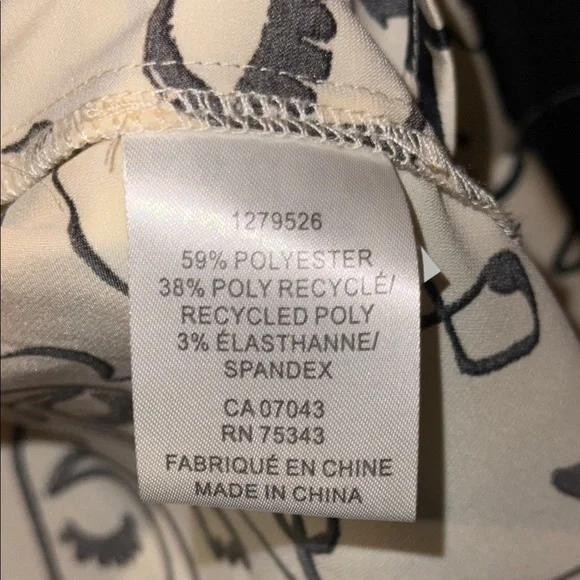 1279526
59% POLYESTER
38% POLY RECYCLÉ/
RECYCLED POLY
3% ÉLASTHANNE/
SPANDEX
CA 07043
RN 75343
FABRIQUÉ EN CHINE
MADE IN CHINA